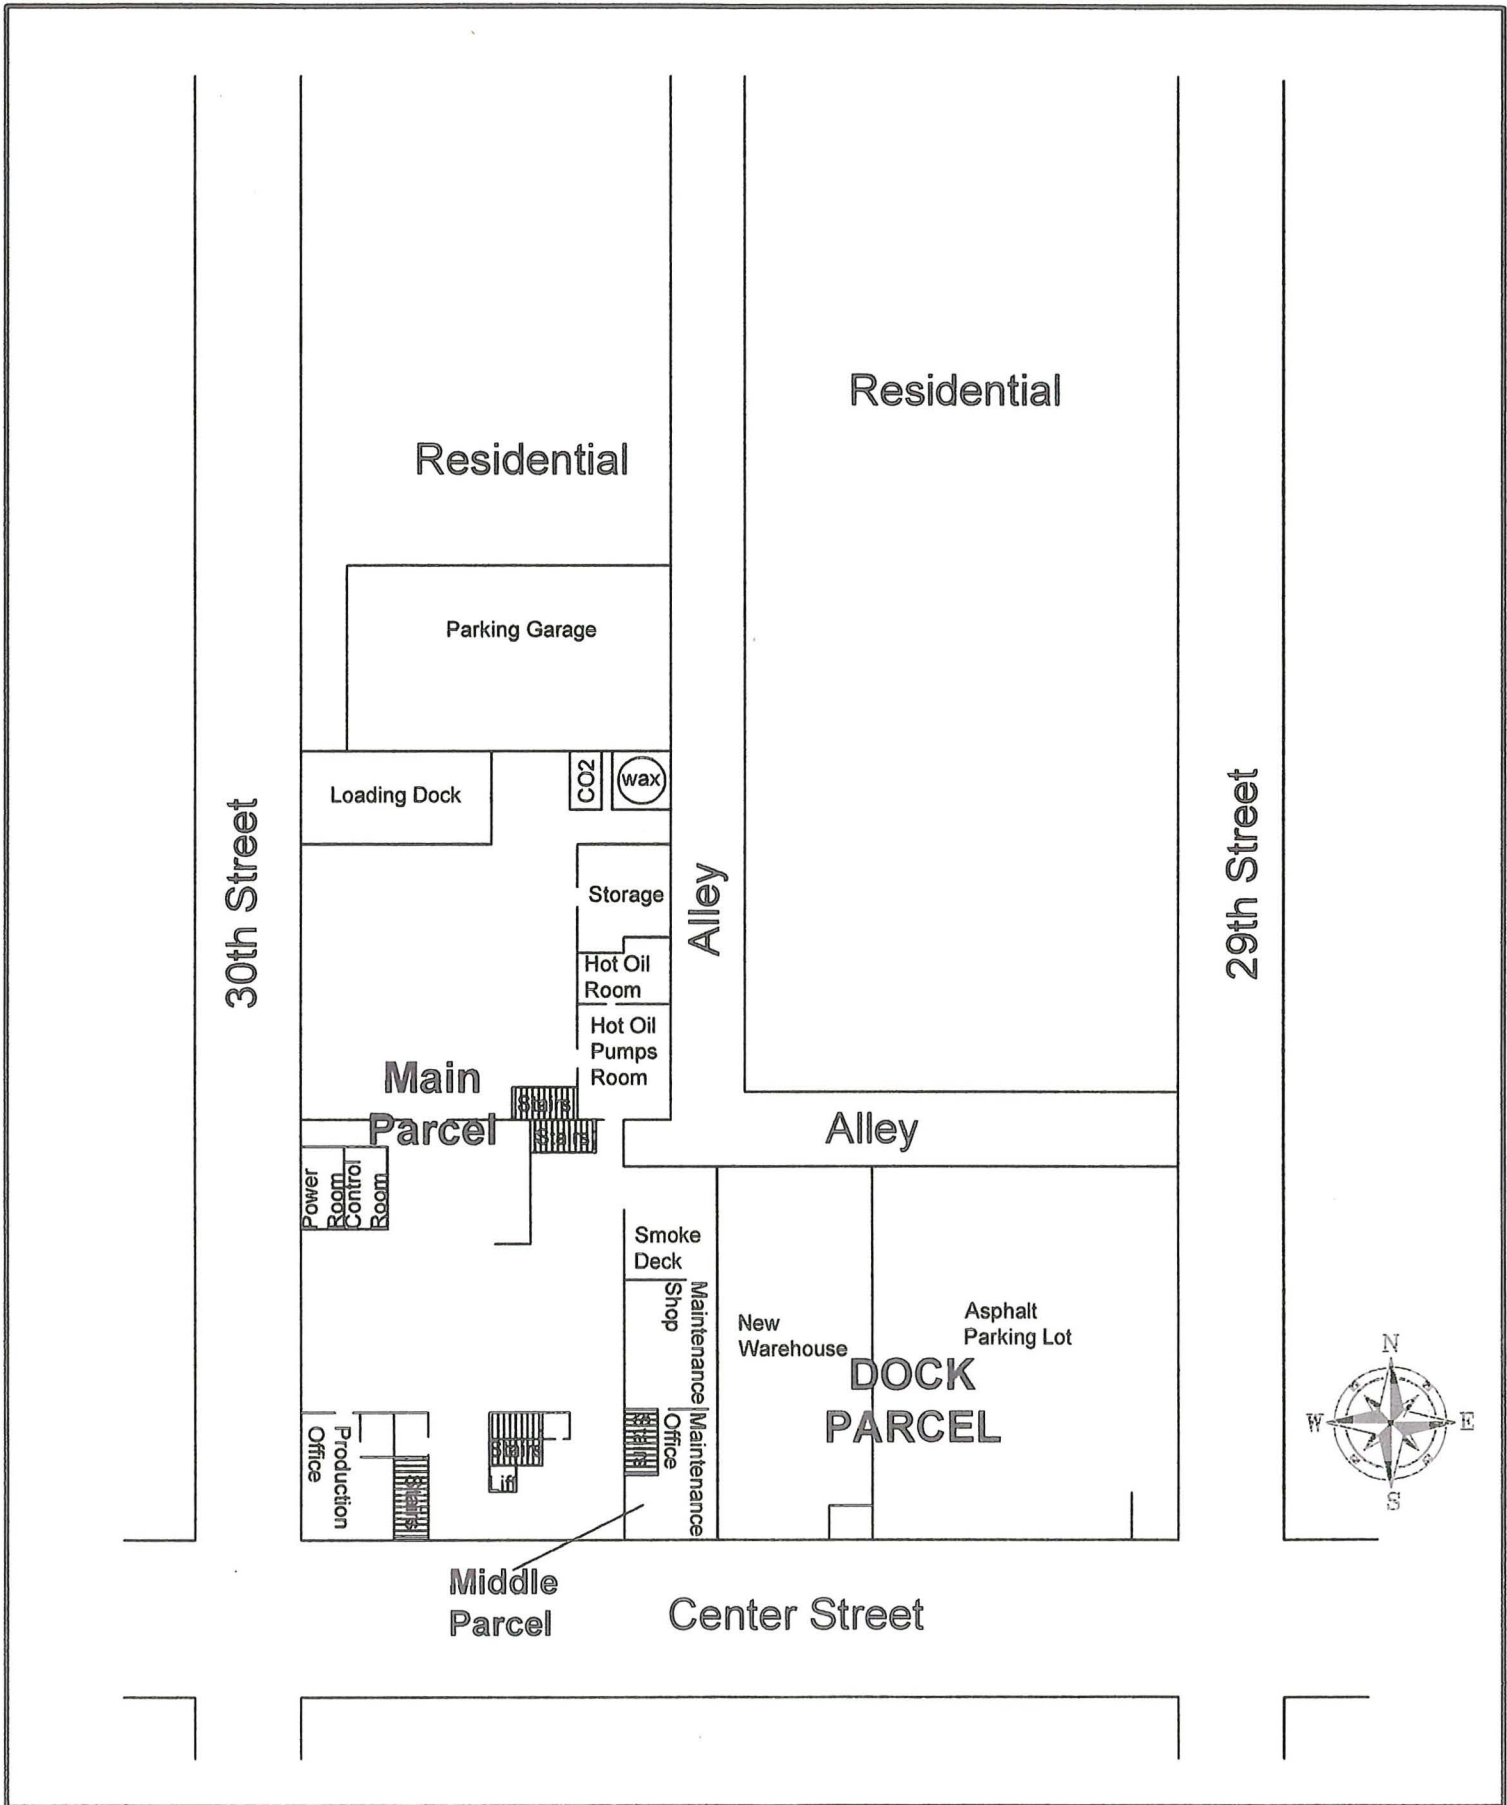 Residential
Residential
Parking Garage
Loading Dock
CO2
wax
30th Street
29th Street
Storage
Alley
Hot Oil
Room
Hot Oil
Pumps
Room
Main
Parcel
Stairs
Stairs
Alley
Power
Room
Control
Room
Smoke
Deck
Maintenance
Shop
New
Warehouse
Asphalt
Parking Lot
DOCK
PARCEL
N
W
E
S
Production
Office
Stairs
Stairs
Lift
Stairs
Maintenance
Office
Middle
Parcel
Center Street